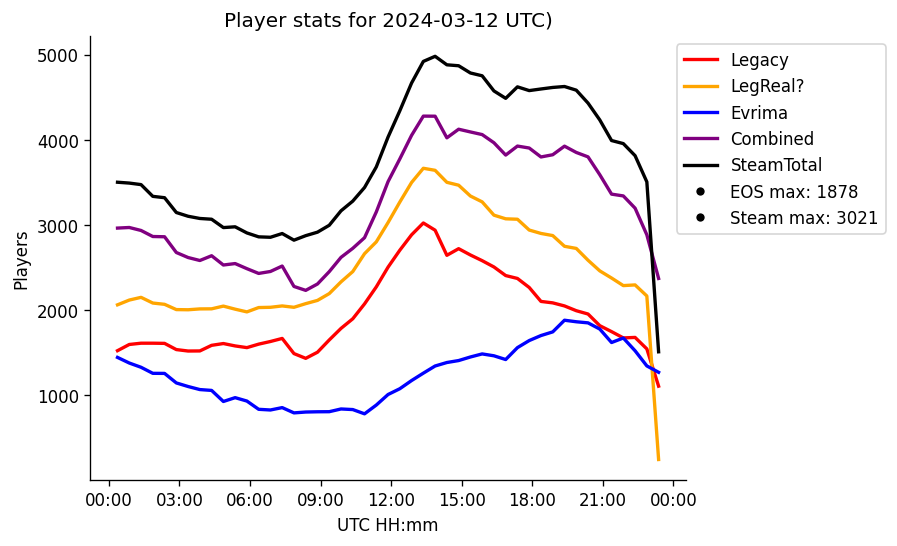 Player stats for 2024-03-12 UTC)
Legacy
LegReal?
Evrima
Combined
SteamTotal
EOS max: 1878
Steam max: 3021
Players
5000
4000
3000
2000
1000
00:00 03:00 06:00 09:00 12:00 15:00 18:00 21:00 00:00
UTC HH:mm